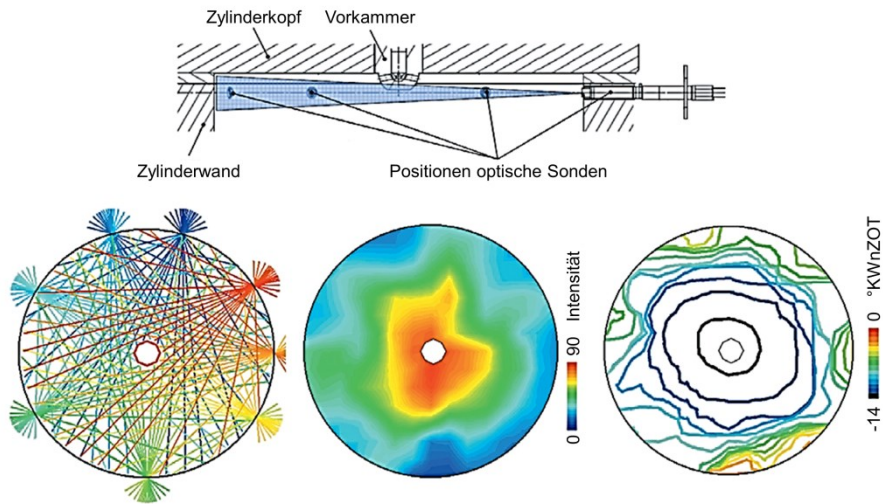 Zylinderkopf
Vorkammer
Zylinderwand
Positionen optische Sonden
0 90 Intensität
-14 0 °KWnZOT